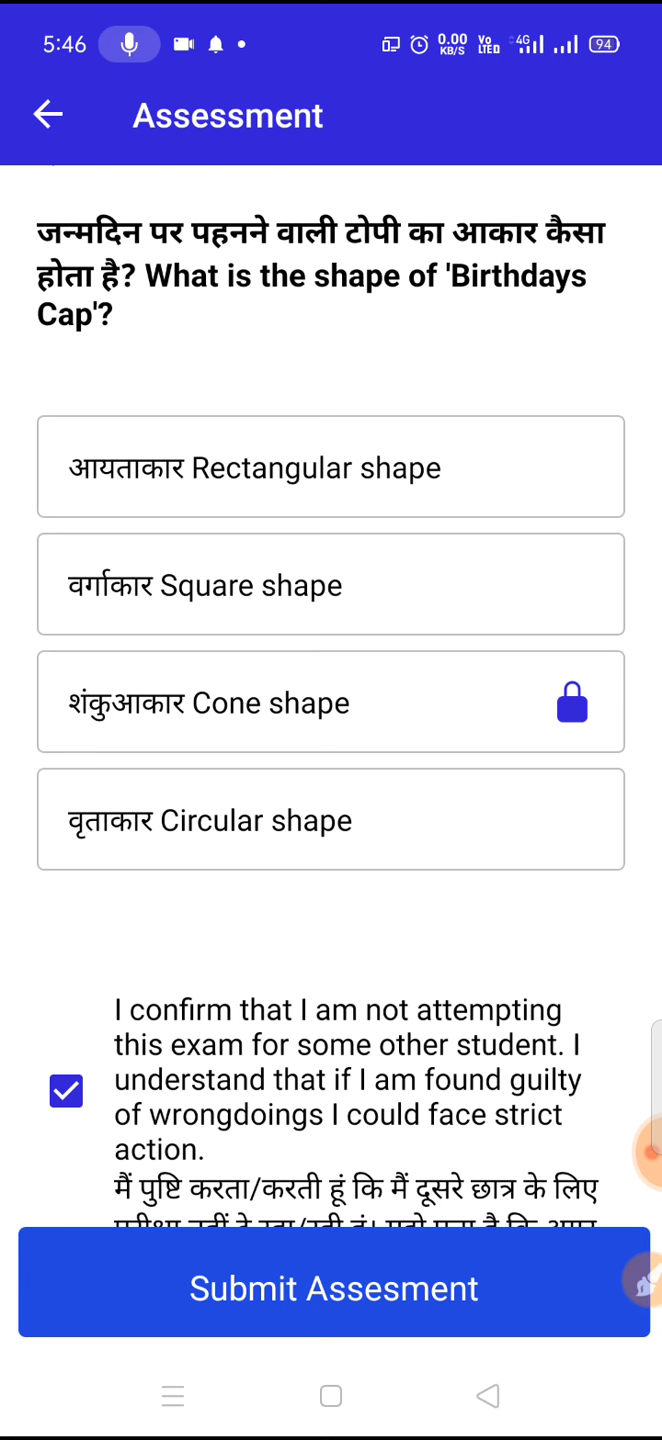 5:46
0.00
KB/S
Vo
LTE
4G
94
Assessment
जन्मदिन पर पहनने वाली टोपी का आकार कैसा
होता है? What is the shape of 'Birthdays
Cap'?
आयताकार Rectangular shape
वर्गाकार Square shape
शंकुआकार Cone shape
वृताकार Circular shape
I confirm that I am not attempting
this exam for some other student. I
understand that if I am found guilty
of wrongdoings I could face strict
action.
मैं पुष्टि करता/करती हूं कि मैं दूसरे छात्र के लिए
Submit Assesment